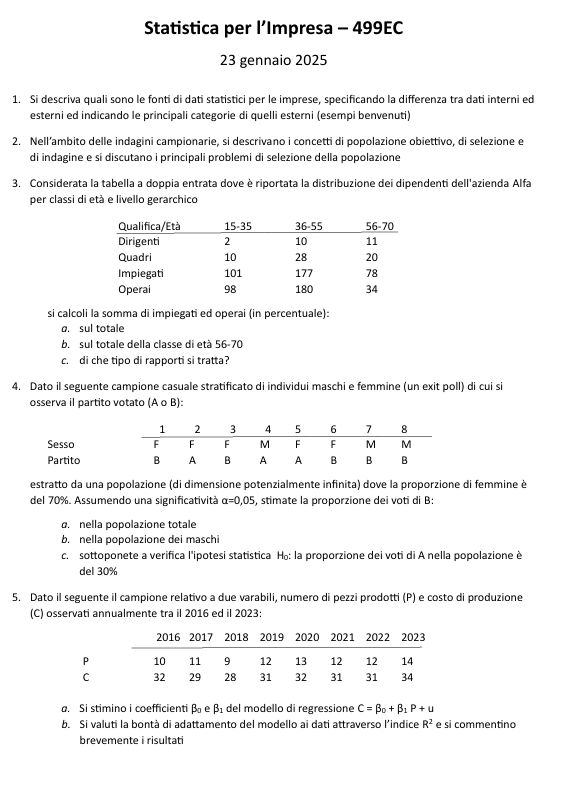 Statistica per l'Impresa – 499EC
23 gennaio 2025
1. Si descriva quali sono le fonti di dati statistici per le imprese, specificando la differenza tra dati interni ed
esterni ed indicando le principali categorie di quelli esterni (esempi benvenuti)
2. Nell'ambito delle indagini campionarie, si descrivano i concetti di popolazione obiettivo, di selezione e
di indagine e si discutano i principali problemi di selezione della popolazione
3. Considerata la tabella a doppia entrata dove è riportata la distribuzione dei dipendenti dell'azienda Alfa
per classi di età e livello gerarchico
Qualifica/Età 15-35 36-55 56-70
Dirigenti 2 10 11
Quadri 10 28 20
Impiegati 101 177 78
Operai 98 180 34
si calcoli la somma di impiegati ed operai (in percentuale):
a. sul totale
b. sul totale della classe di età 56-70
c. di che tipo di rapporti si tratta?
4. Dato il seguente campione casuale stratificato di individui maschi e femmine (un exit poll) di cui si
osserva il partito votato (A o B):
1 2 3 4 5 6 7 8
Sesso F F F M F F M M
Partito B A B A A B B B
estratto da una popolazione (di dimensione potenzialmente infinita) dove la proporzione di femmine è
del 70%. Assumendo una significatività α=0,05, stimate la proporzione dei voti di B:
a. nella popolazione totale
b. nella popolazione dei maschi
c. sottoponete a verifica l'ipotesi statistica H₀: la proporzione dei voti di A nella popolazione è
del 30%
5. Dato il seguente il campione relativo a due varabili, numero di pezzi prodotti (P) e costo di produzione
(C) osservati annualmente tra il 2016 ed il 2023:
2016 2017 2018 2019 2020 2021 2022 2023
P 10 11 9 12 13 12 12 14
C 32 29 28 31 32 31 31 34
a. Si stimino i coefficienti β₀ e β₁ del modello di regressione C = β₀ + β₁ P + u
b. Si valuti la bontà di adattamento del modello ai dati attraverso l'indice R² e si commentino
brevemente i risultati